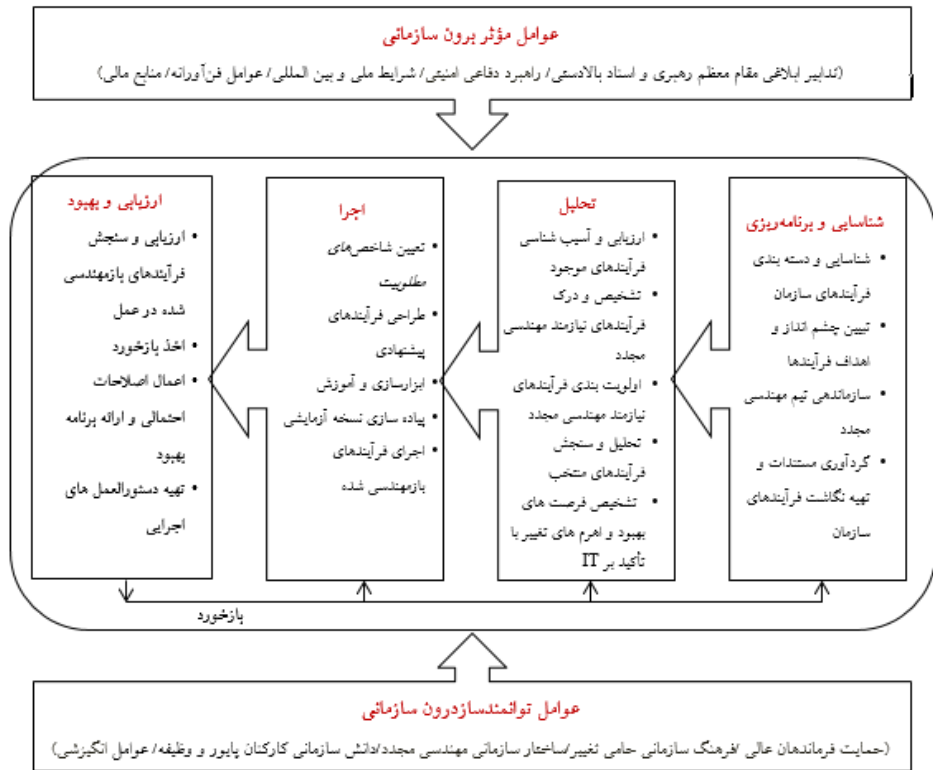 عوامل مؤثر برون سازمانی
(تدابیر ابلاغی مقام معظم رهبری و اسناد بالادستی/ راهبرد دفاعی امنیتی/ شرایط ملی و بین المللی/ عوامل فن‌آورانه/ منابع مالی)
شناسایی و برنامه‌ریزی
• شناسایی و دسته بندی
فرآیندهای سازمان
• تبیین چشم انداز و
اهداف فرآیندها
• سازماندهی تیم مهندسی
مجدد
• گردآوری مستندات و
تهیه نگاشت فرآیندهای
سازمان
تحلیل
• ارزیابی و آسیب شناسی
فرآیندهای موجود
• تشخیص و درک
فرآیندهای نیازمند مهندسی
مجدد
• اولویت بندی فرآیندهای
نیازمند مهندسی مجدد
• تحلیل و سنجش
فرآیندهای منتخب
• تشخیص فرصت های
بهبود و اهرم های تغییر با
تأکید بر IT
اجرا
• تعیین شاخص‌های
مطلوبیت
• طراحی فرآیندهای
پیشنهادی
• ابزارسازی و آموزش
• پیاده سازی نسخه آزمایشی
• اجرای فرآیندهای
بازمهندسی شده
ارزیابی و بهبود
• ارزیابی و سنجش
فرآیندهای بازمهندسی
شده در عمل
• اخذ بازخورد
• اعمال اصلاحات
احتمالی و ارائه برنامه
بهبود
• تهیه دستورالعمل های
اجرایی
بازخورد
عوامل توانمندسازدرون سازمانی
(حمایت فرماندهان عالی /فرهنگ سازمانی حامی تغییر/ساختار سازمانی مهندسی مجدد/دانش سازمانی کارکنان پایور و وظیفه/ عوامل انگیزشی)